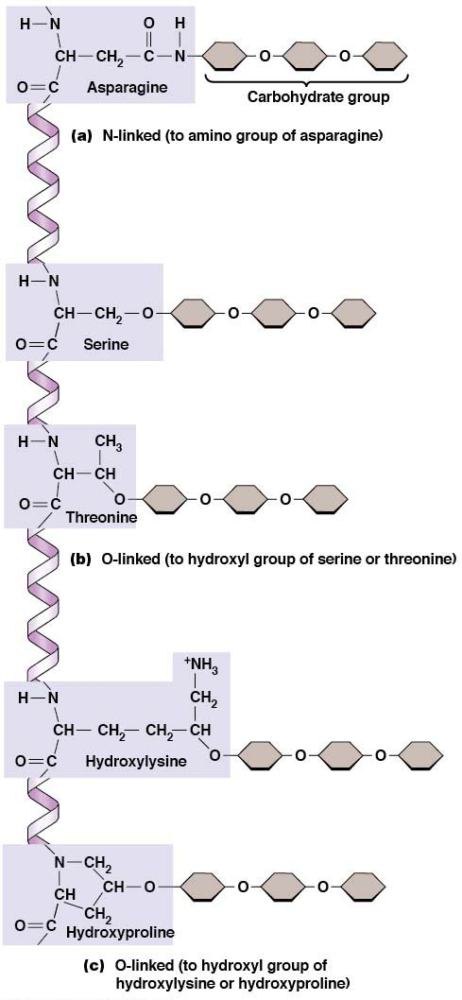 H
H—N O H
CH—CH₂—C—N O O
O=C Asparagine
Carbohydrate group
(a) N-linked (to amino group of asparagine)
H—N
CH—CH₂—O O O
O=C Serine
H—N CH₃
CH—CH
O=C O O O
Threonine
(b) O-linked (to hydroxyl group of serine or threonine)
⁺NH₃
H—N CH₂
CH—CH₂—CH₂—CH
O=C Hydroxylysine O O O
N—CH₂
CH CH—O O O
CH₂
O=C Hydroxyproline
(c) O-linked (to hydroxyl group of
hydroxylysine or hydroxyproline)